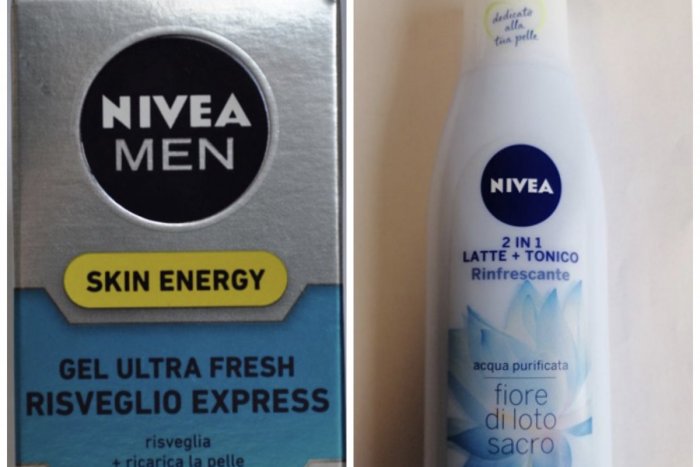 NIVEA
MEN
SKIN ENERGY
GEL ULTRA FRESH
RISVEGLIO EXPRESS
risveglia
+ ricarica la pelle
dedicato
alla
tua pelle
NIVEA
2 IN 1
LATTE + TONICO
Rinfrescante
acqua purificata
fiore
di loto
sacro